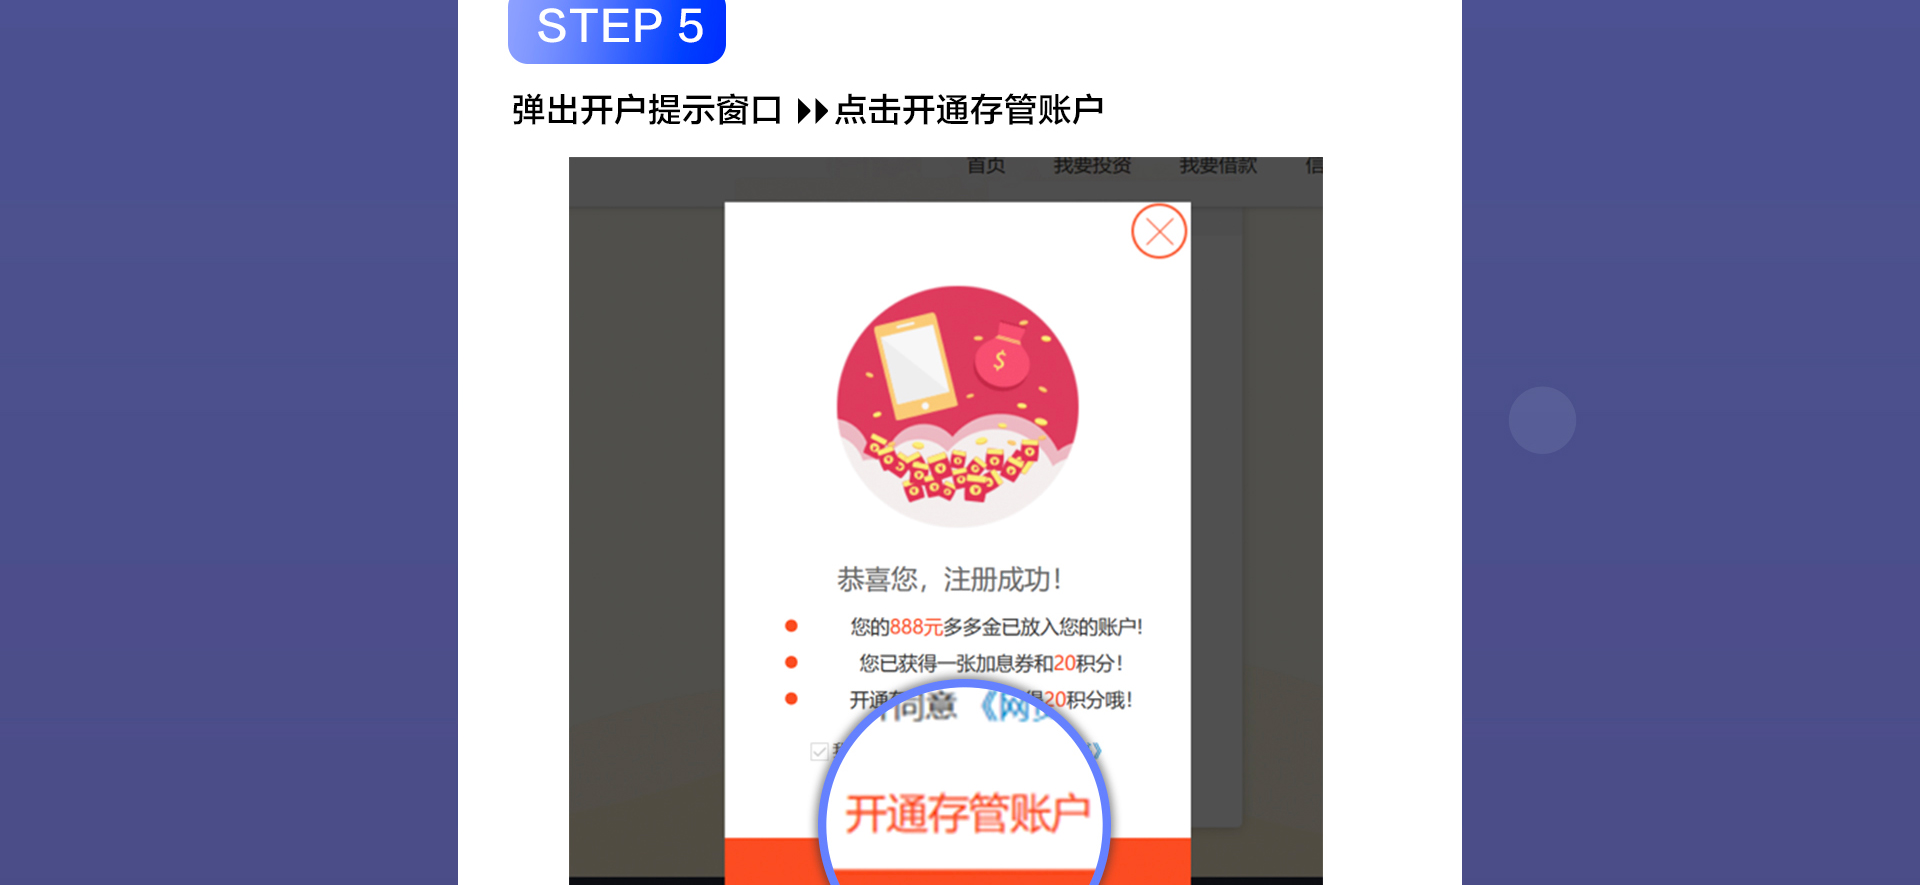 STEP 5
弹出开户提示窗口 点击开通存管账户
首页 我要投资 我要借款 信
恭喜您，注册成功！
您的888元多多金已放入您的账户!
您已获得一张加息券和20积分！
开通 得20积分哦！
同意 《网
我 》
开通存管账户